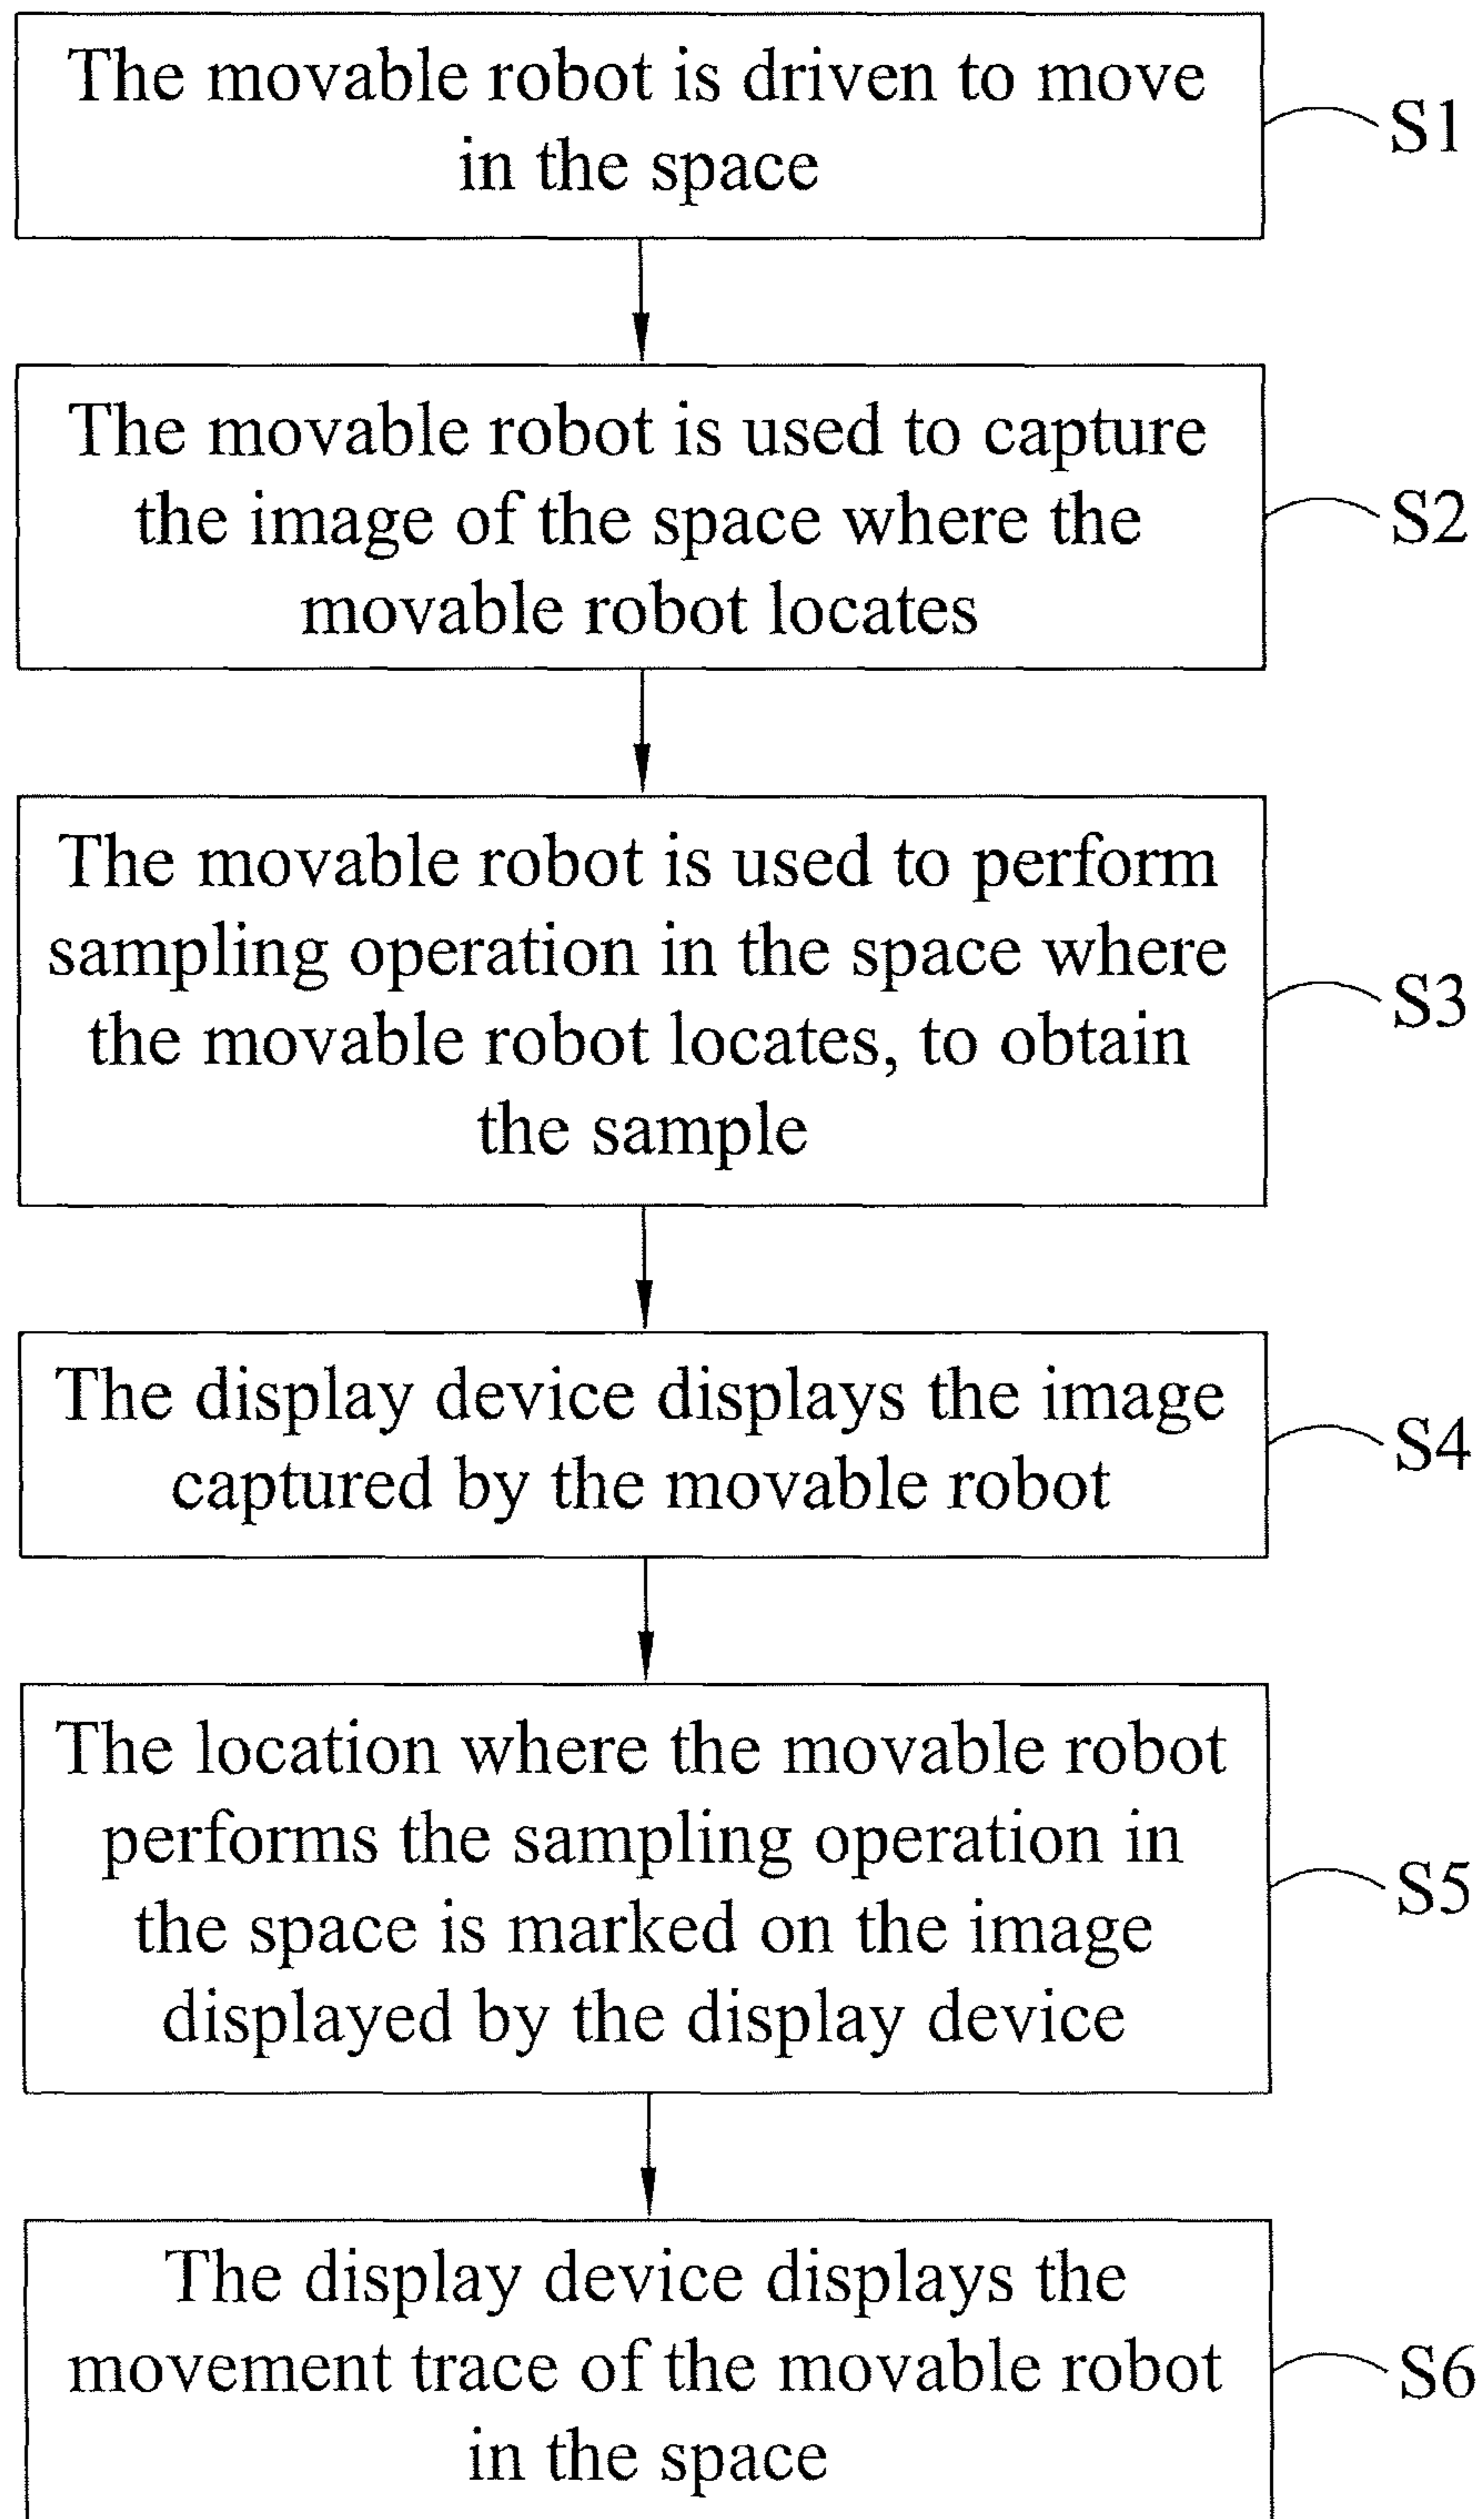 The movable robot is driven to move
in the space
S1
The movable robot is used to capture
the image of the space where the
movable robot locates
S2
The movable robot is used to perform
sampling operation in the space where
the movable robot locates, to obtain
the sample
S3
The display device displays the image
captured by the movable robot
S4
The location where the movable robot
performs the sampling operation in
the space is marked on the image
displayed by the display device
S5
The display device displays the
movement trace of the movable robot
in the space
S6